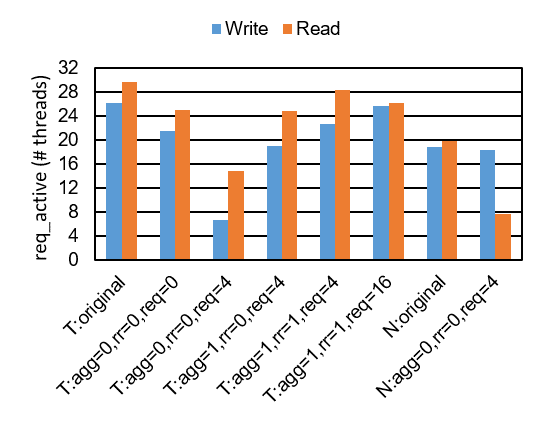 Write Read
req_active (# threads)
32
28
24
20
16
12
8
4
0
T:original
T:agg=0,rr=0,req=0
T:agg=0,rr=0,req=4
T:agg=1,rr=0,req=4
T:agg=1,rr=1,req=4
T:agg=1,rr=1,req=16
N:original
N:agg=0,rr=0,req=4